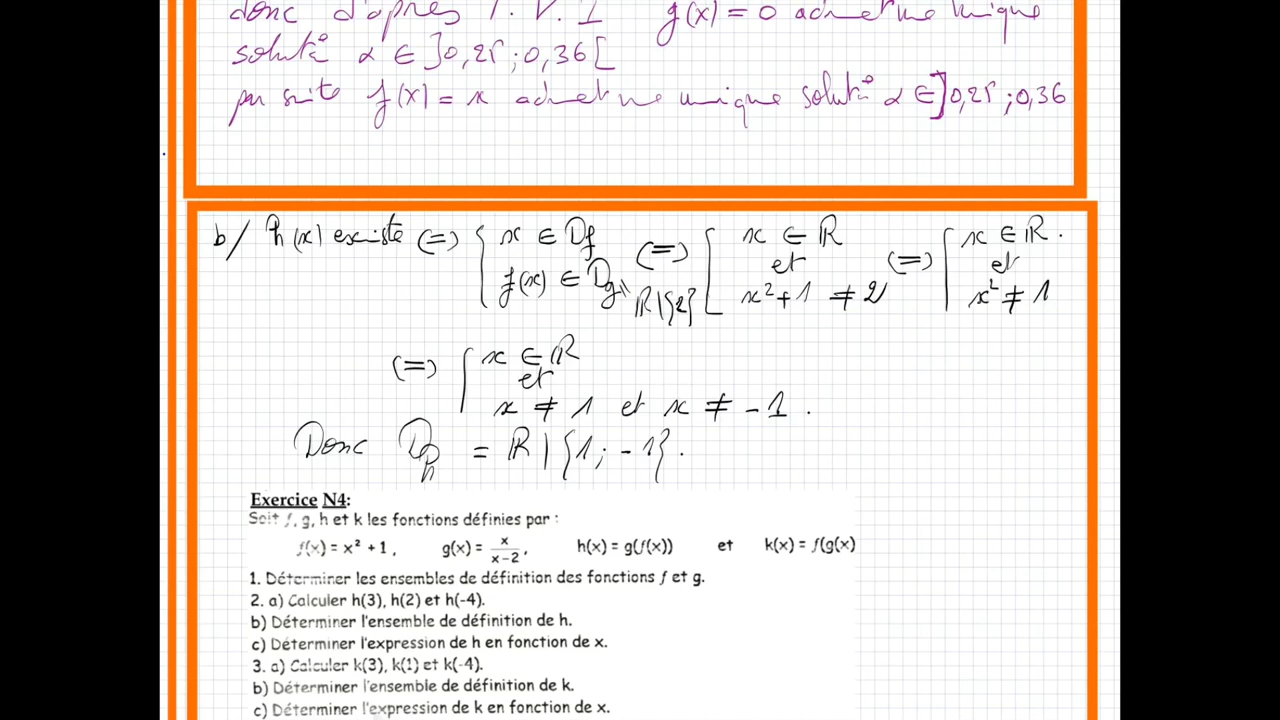 donc d'après T.V.I g(x) = 0 admet une unique
solut° α ∈ ]0,25 ; 0,36[
par suite f(x) = x admet une unique solut° α ∈ ]0,25 ; 0,36
b/ h(x) existe (=) { x ∈ Df f(x) ∈ Dg \\ ℝ\{2} (=) { x ∈ ℝ et x² + 1 ≠ 2 (=) { x ∈ ℝ . et x² ≠ 1
(=) { x ∈ ℝ et x ≠ 1 et x ≠ -1 .
Donc Dh = ℝ \ {1 ; -1} .
Exercice N4:
Soit f, g, h et k les fonctions définies par :
f(x) = x² + 1 , g(x) = x/(x-2) , h(x) = g(f(x)) et k(x) = f(g(x)
1. Déterminer les ensembles de définition des fonctions f et g.
2. a) Calculer h(3), h(2) et h(-4).
b) Déterminer l'ensemble de définition de h.
c) Déterminer l'expression de h en fonction de x.
3. a) Calculer k(3), k(1) et k(-4).
b) Déterminer l'ensemble de définition de k.
c) Déterminer l'expression de k en fonction de x.